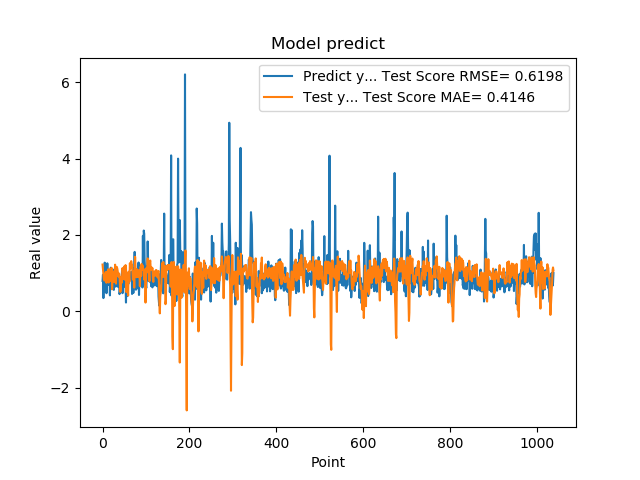 Model predict
Predict y... Test Score RMSE= 0.6198
Test y... Test Score MAE= 0.4146
Real value
6
4
2
0
−2
0 200 400 600 800 1000
Point